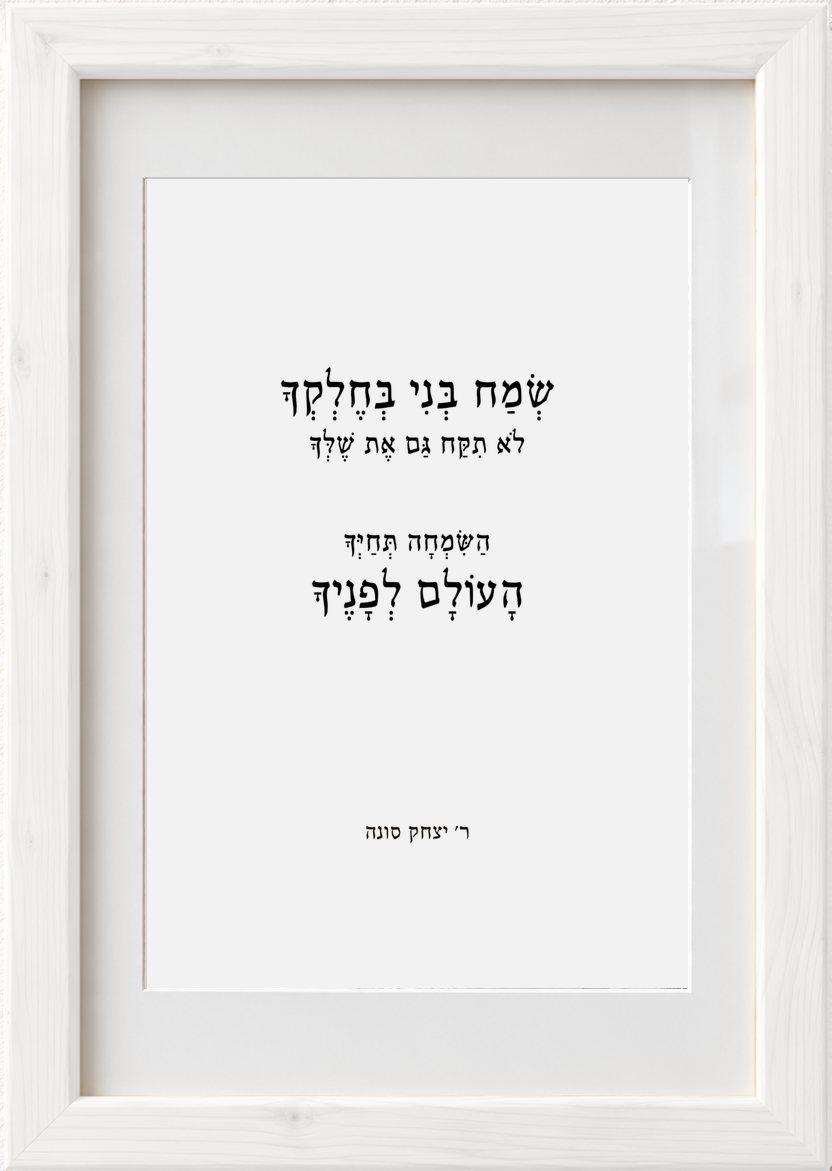 שְׂמַח בְּנִי בְּחֶלְקְךָ
לֹא תִקַּח גַּם אֶת שֶׁלְּךָ
הַשִּׂמְחָה תְּחַיְּךָ
הָעוֹלָם לְפָנֶיךָ
ר׳ יצחק סונה